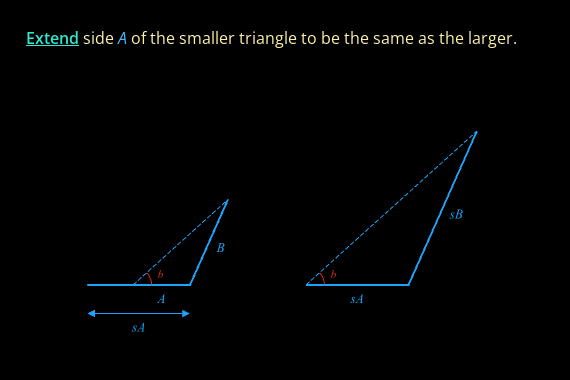 Extend side A of the smaller triangle to be the same as the larger.
B
sB
b
b
A
sA
sA